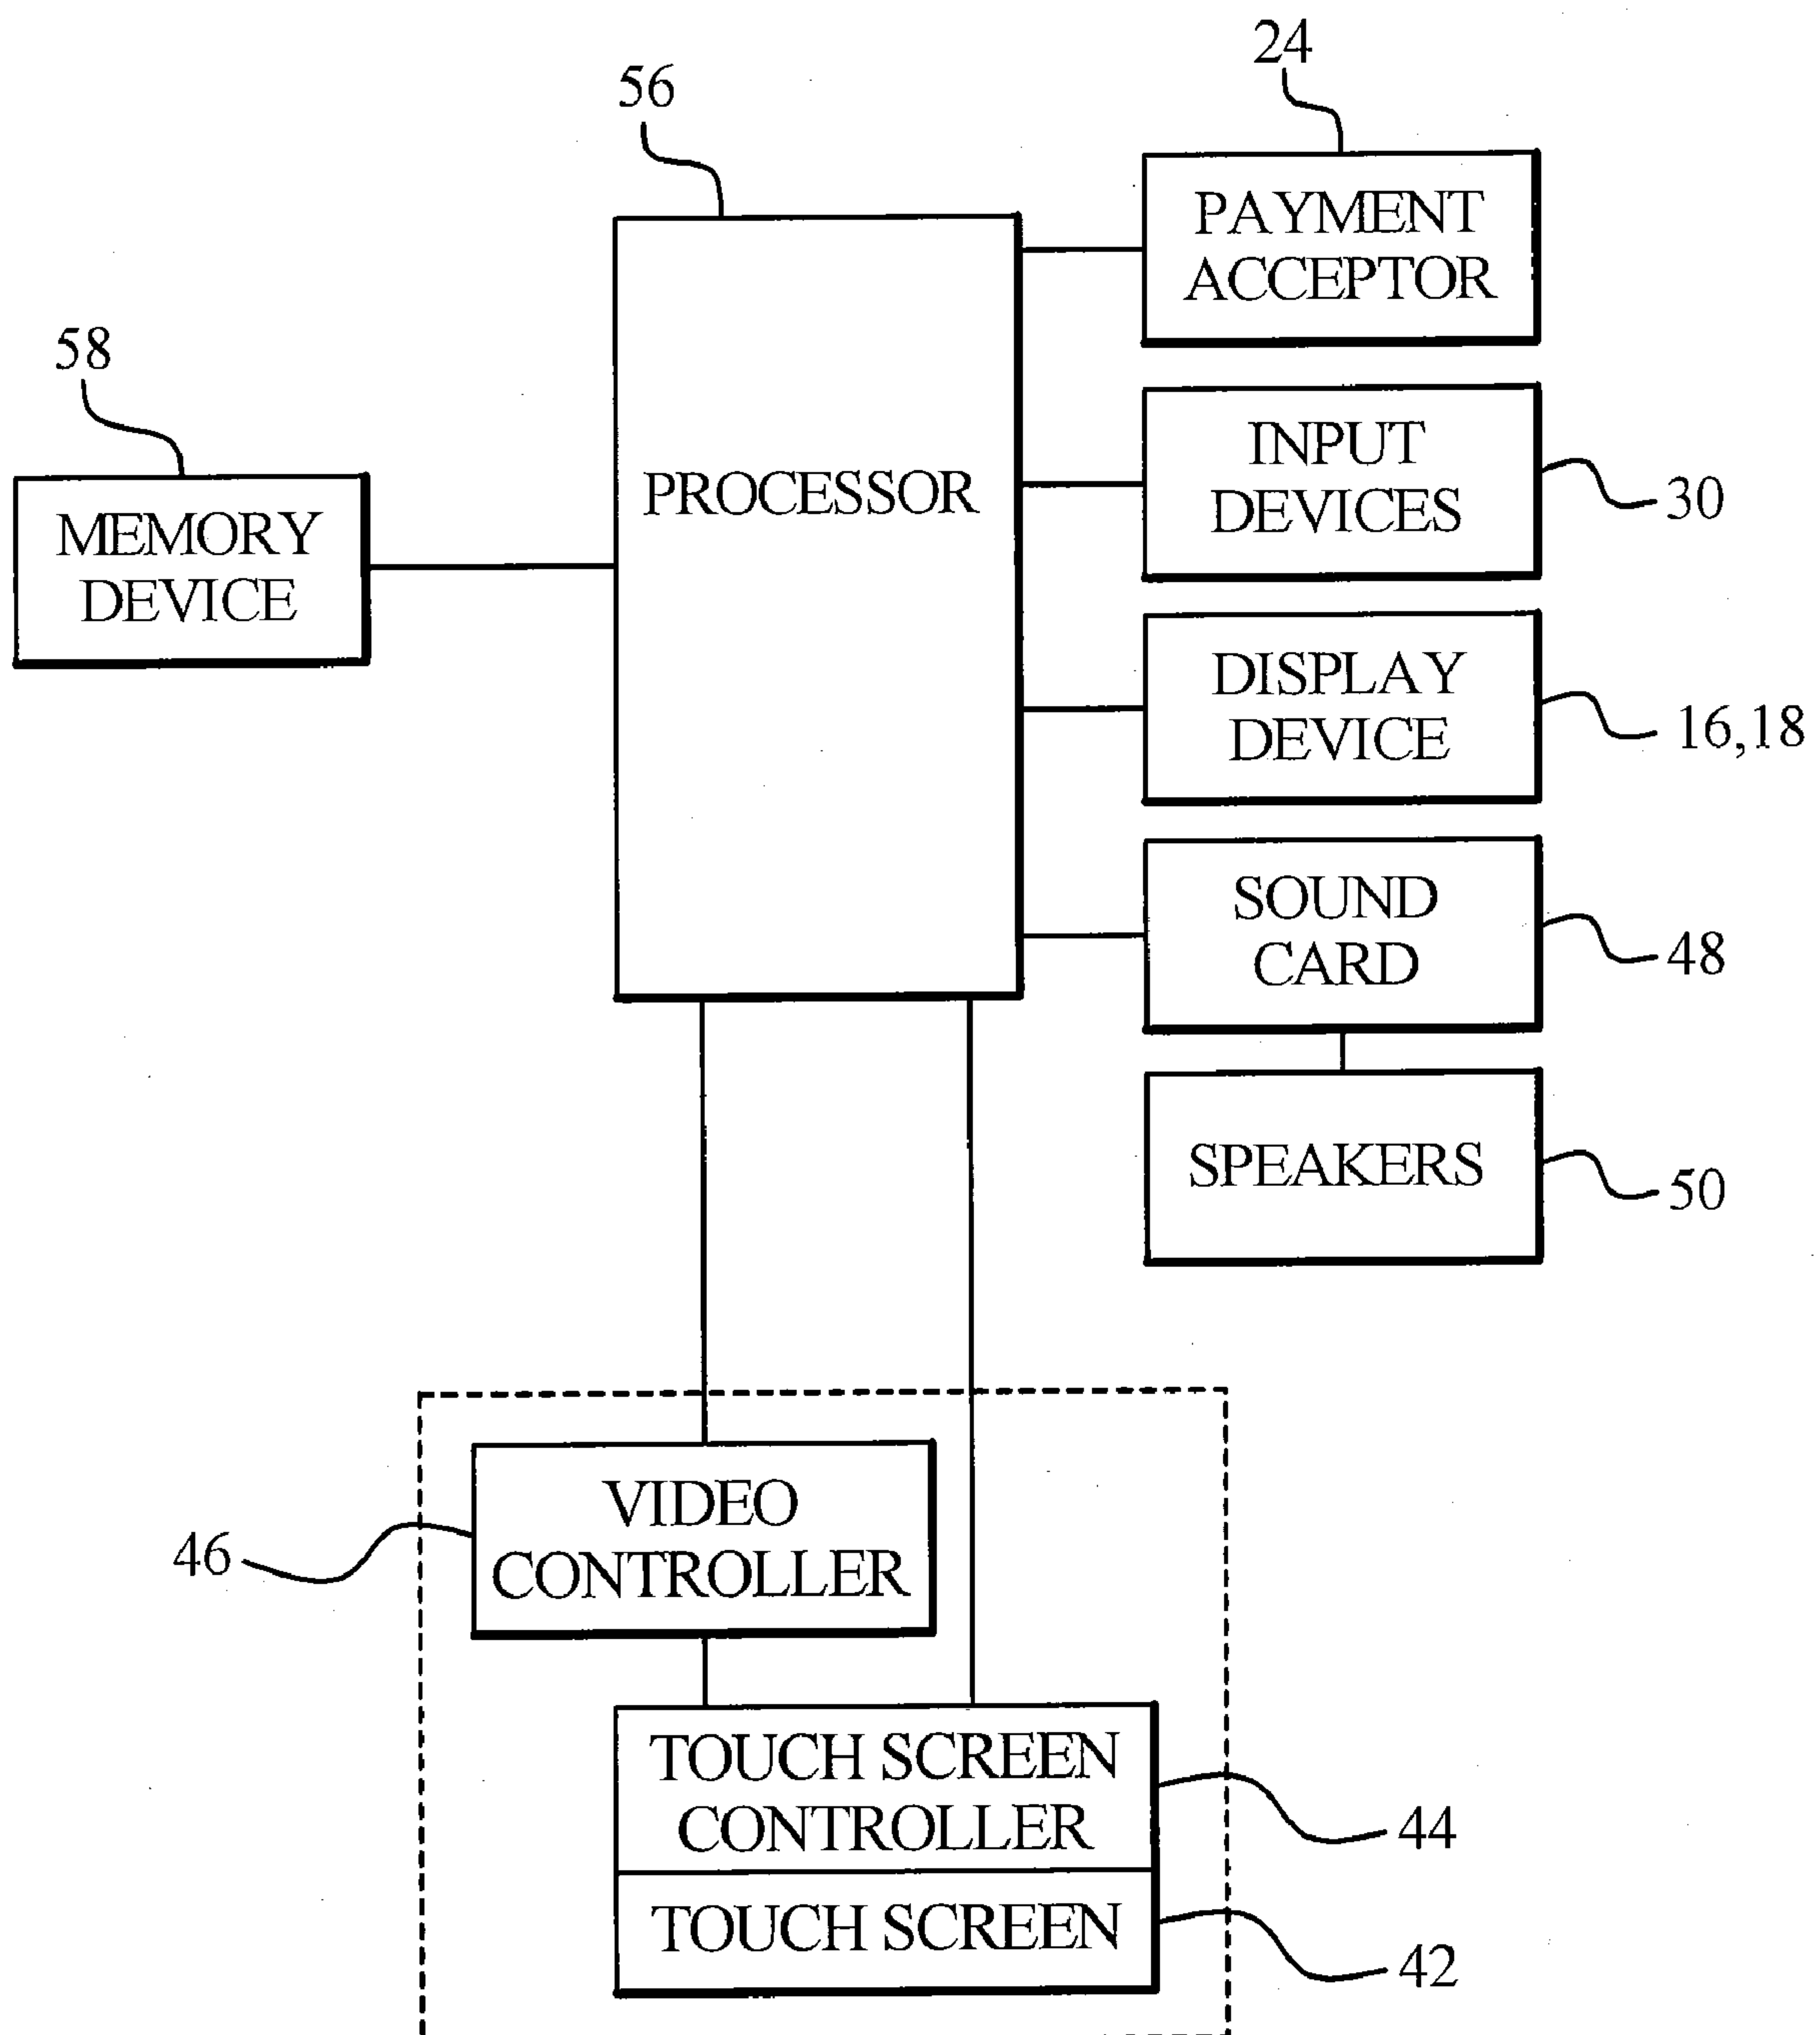 24
56
PAYMENT
ACCEPTOR
58
INPUT
DEVICES
30
PROCESSOR
MEMORY
DEVICE
DISPLAY
DEVICE
16,18
SOUND
CARD
48
SPEAKERS
50
VIDEO
CONTROLLER
46
TOUCH SCREEN
CONTROLLER
44
TOUCH SCREEN
42